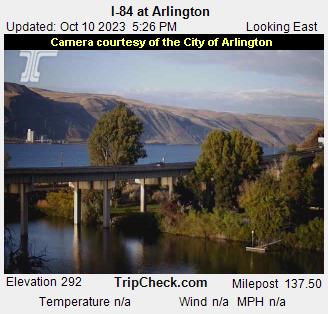 I-84 at Arlington
Updated: Oct 10 2023 5:26 PM Looking East
Camera courtesy of the City of Arlington
Elevation 292 TripCheck.com Milepost 137.50
Temperature n/a Wind n/a MPH n/a